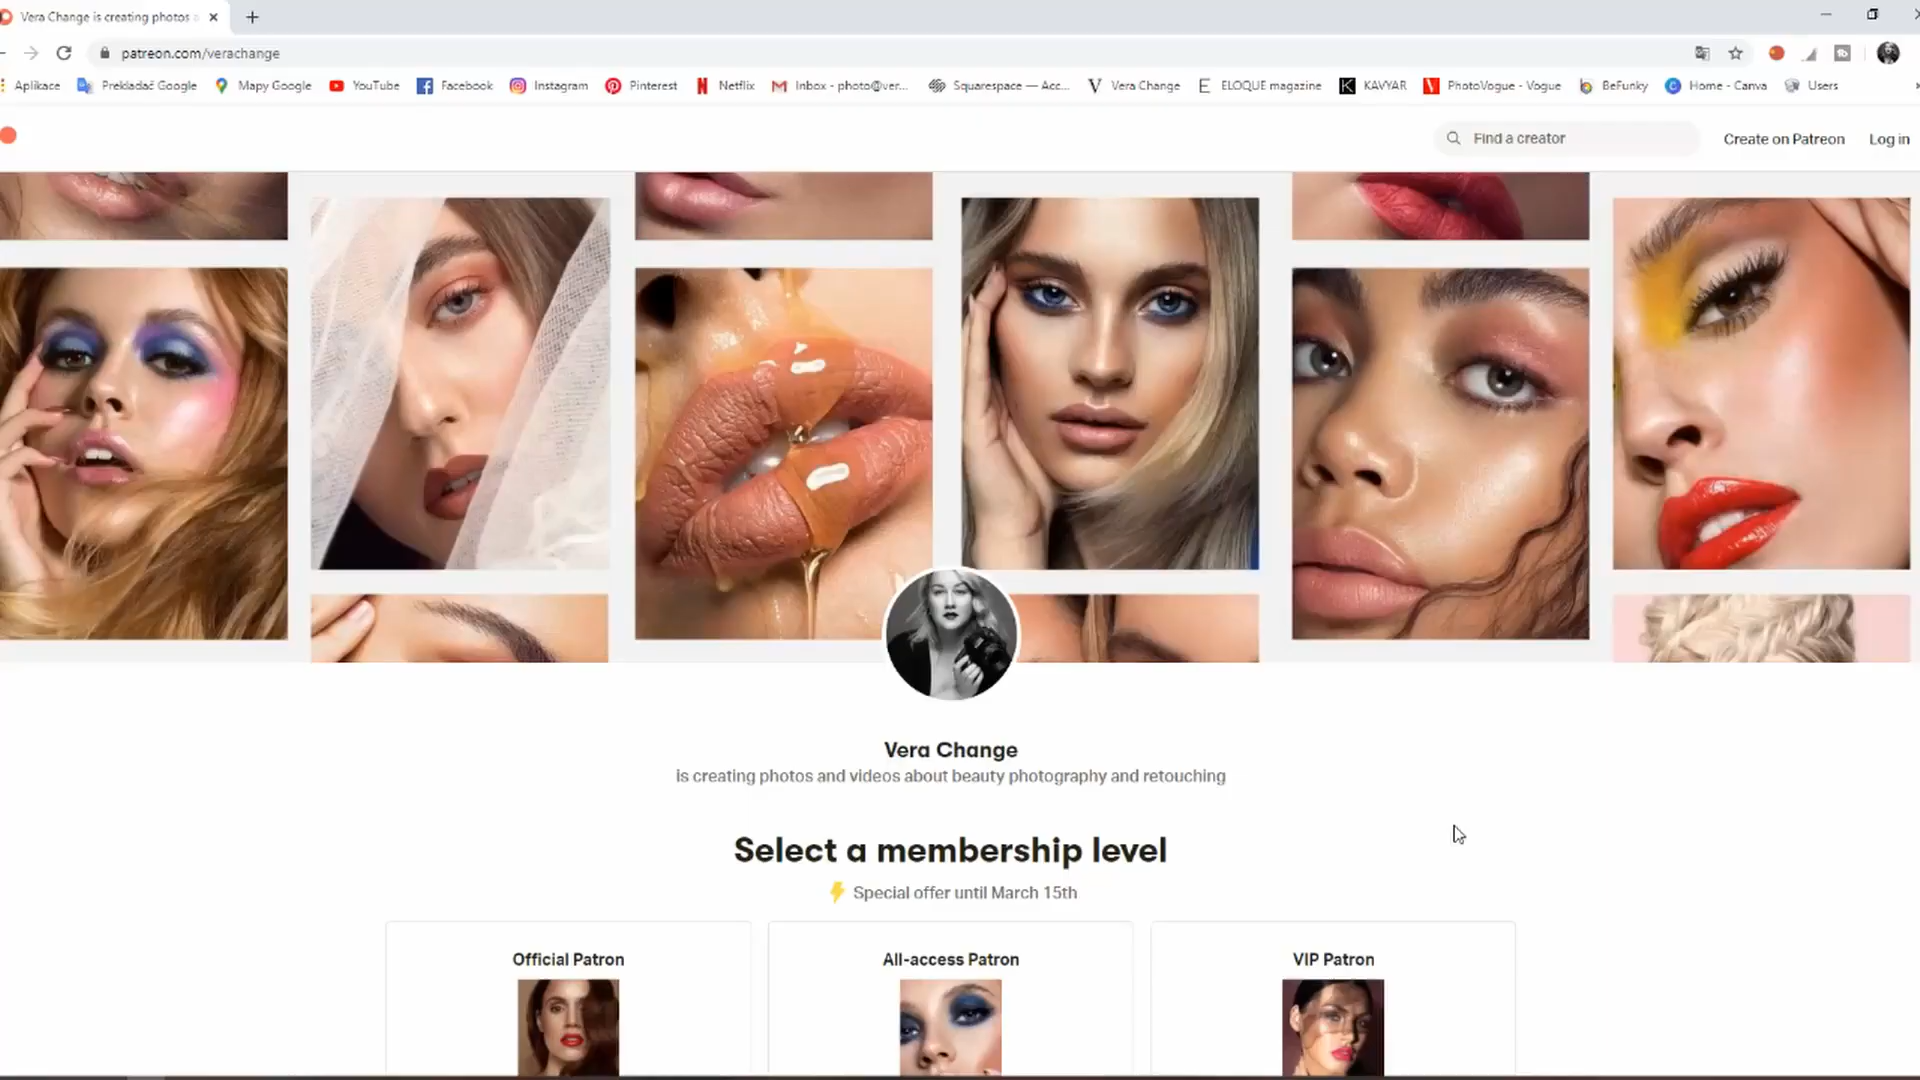 Vera Change is creating photos
patreon.com/verachange
Aplikace
Prekladač Google
Mapy Google
YouTube
Facebook
Instagram
Pinterest
Netflix
Inbox - photo@ver...
Squarespace — Acc...
Vera Change
ELOQUE magazine
KAVYAR
PhotoVogue - Vogue
BeFunky
Home - Canva
Users
Find a creator
Create on Patreon
Log in
Vera Change
is creating photos and videos about beauty photography and retouching
Select a membership level
Special offer until March 15th
Official Patron
All-access Patron
VIP Patron